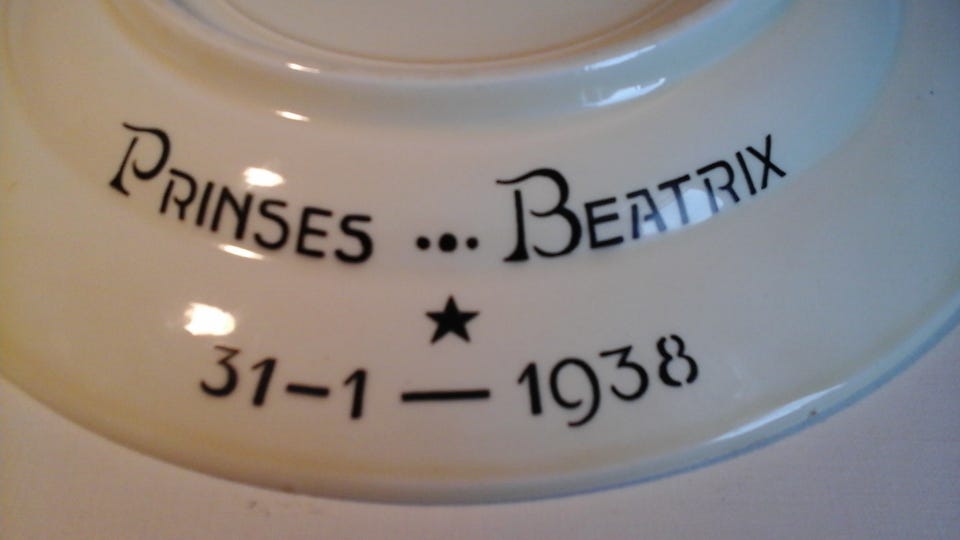 PRINSES ... BEATRIX
★
31-1 — 1938